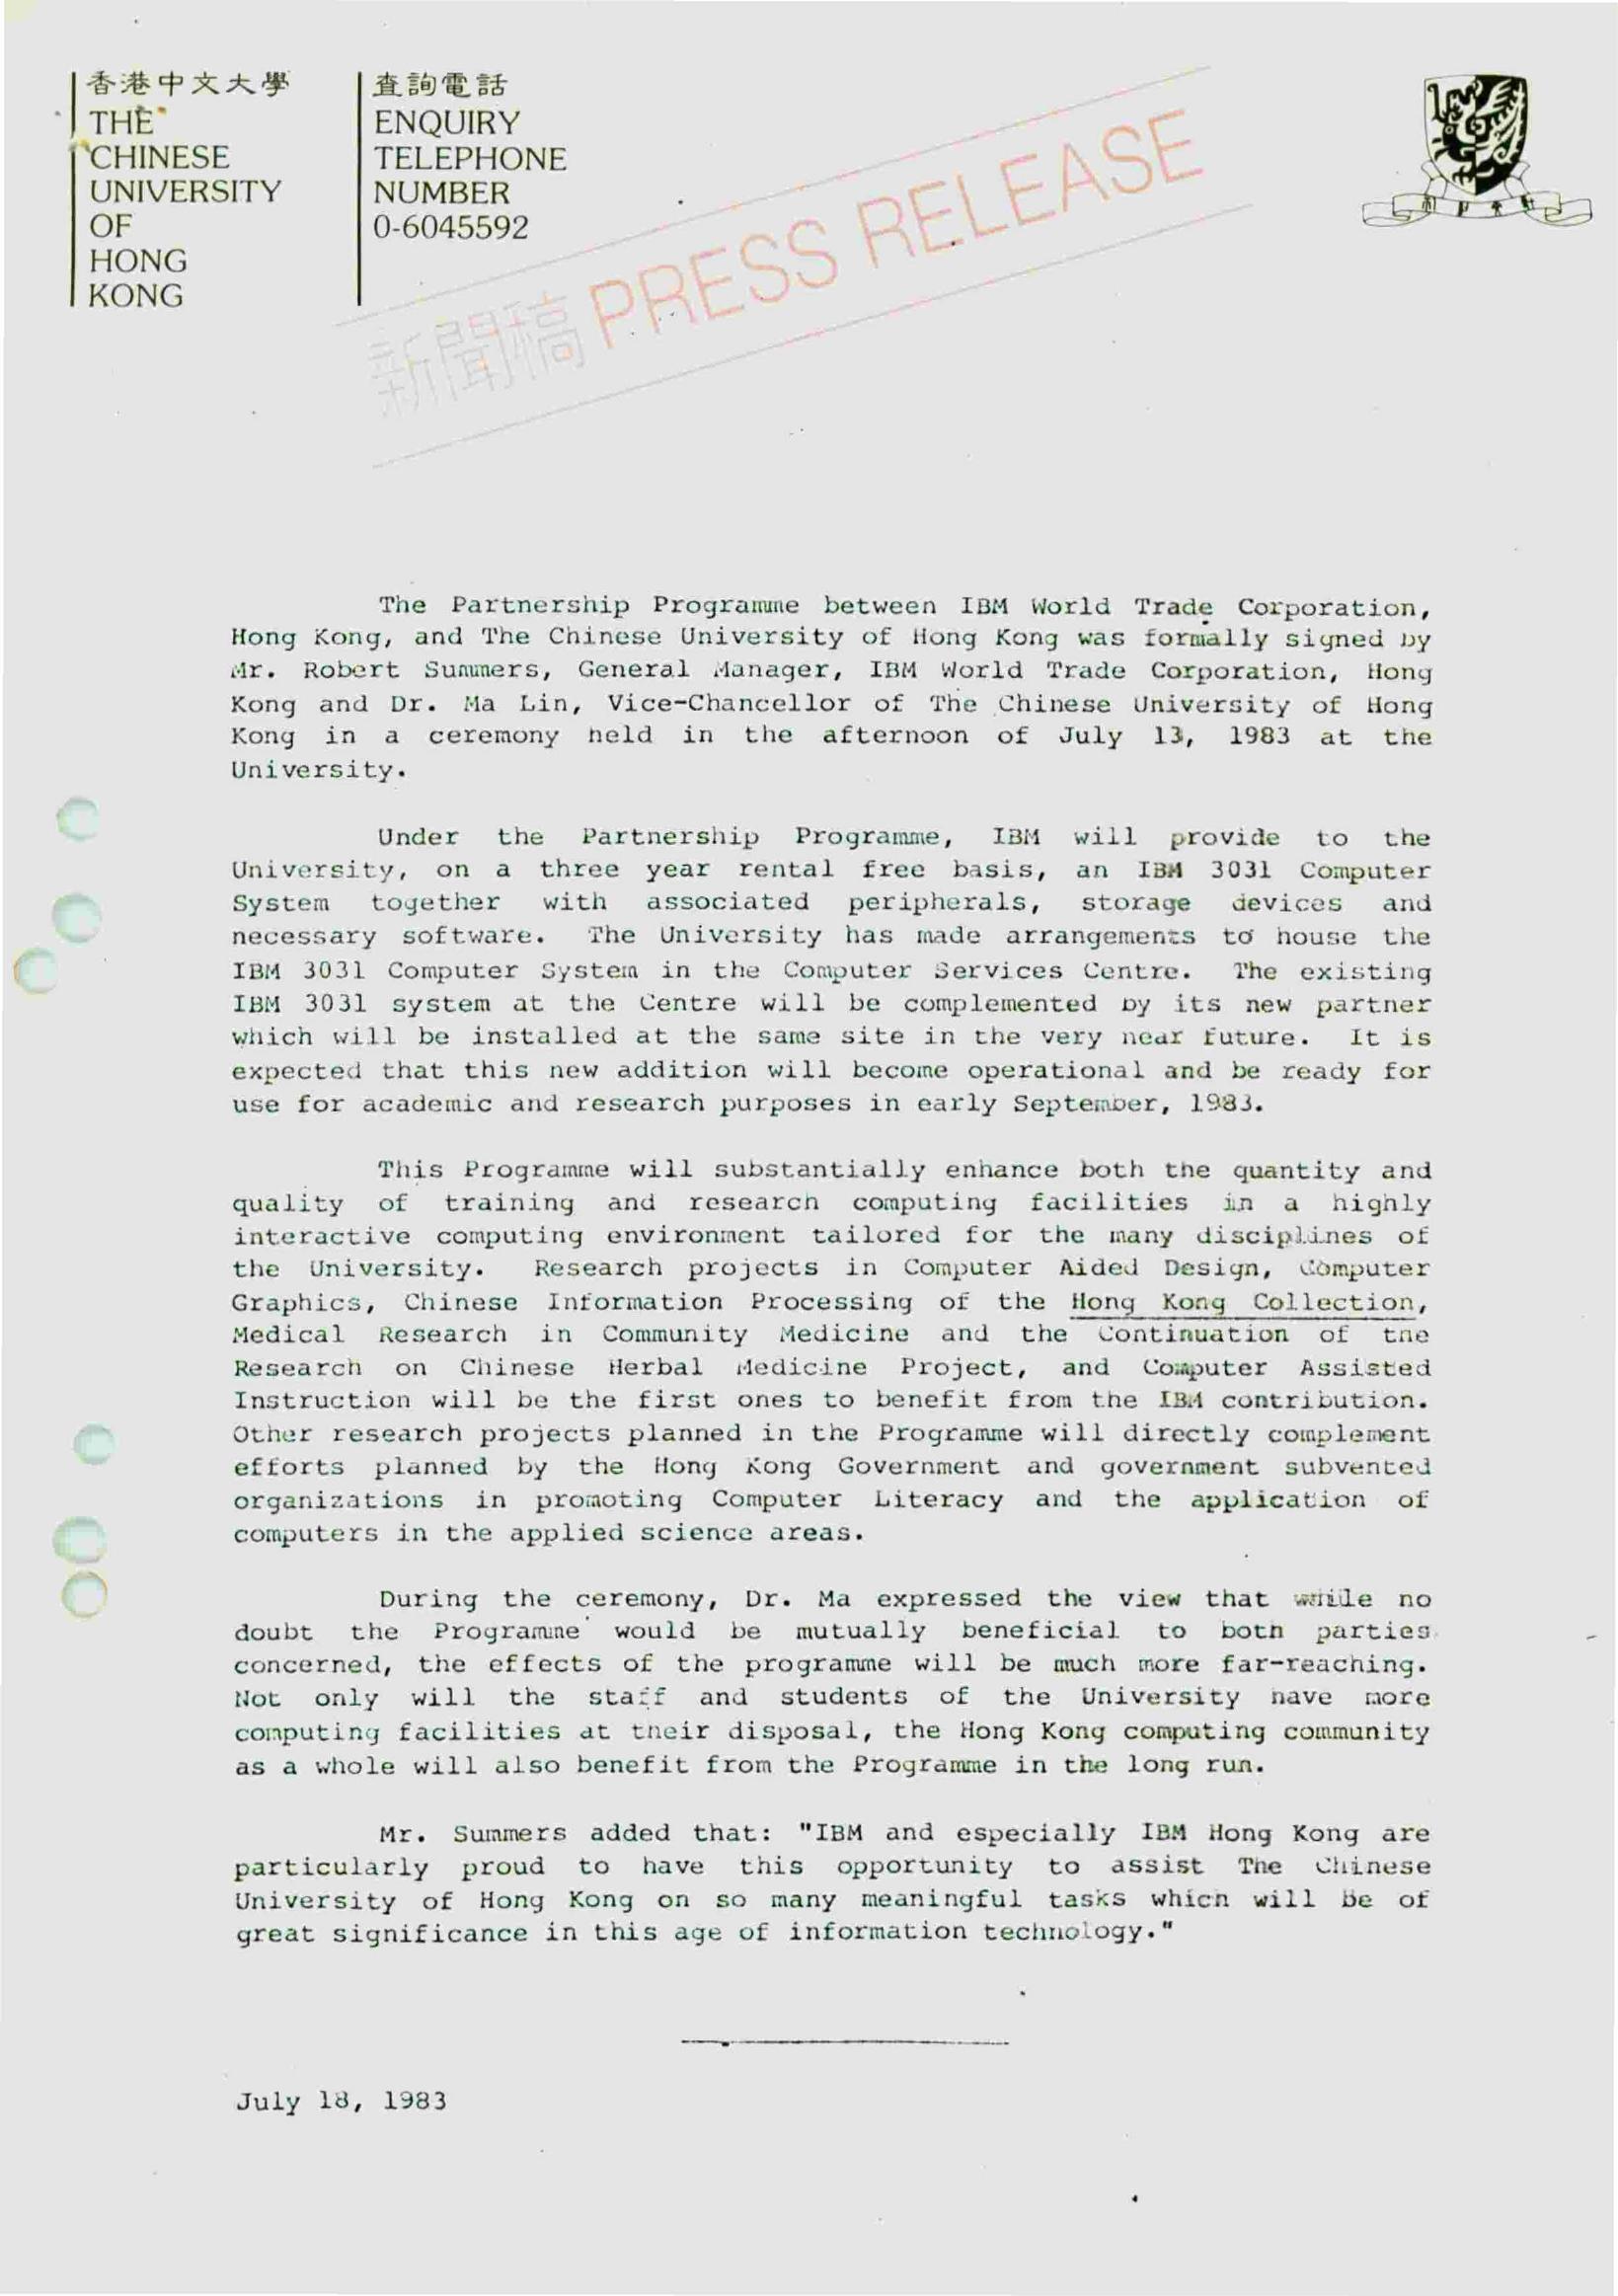 香港中文大學
THE
CHINESE
UNIVERSITY
OF
HONG
KONG
查詢電話
ENQUIRY
TELEPHONE
NUMBER
0-6045592
新聞稿 PRESS RELEASE
The Partnership Programme between IBM World Trade Corporation,
Hong Kong, and The Chinese University of Hong Kong was formally signed by
Mr. Robert Summers, General Manager, IBM World Trade Corporation, Hong
Kong and Dr. Ma Lin, Vice-Chancellor of The Chinese University of Hong
Kong in a ceremony held in the afternoon of July 13, 1983 at the
University.
Under the Partnership Programme, IBM will provide to the
University, on a three year rental free basis, an IBM 3031 Computer
System together with associated peripherals, storage devices and
necessary software. The University has made arrangements to house the
IBM 3031 Computer System in the Computer Services Centre. The existing
IBM 3031 system at the Centre will be complemented by its new partner
which will be installed at the same site in the very near future. It is
expected that this new addition will become operational and be ready for
use for academic and research purposes in early September, 1983.
This Programme will substantially enhance both the quantity and
quality of training and research computing facilities in a highly
interactive computing environment tailored for the many disciplines of
the University. Research projects in Computer Aided Design, Computer
Graphics, Chinese Information Processing of the Hong Kong Collection,
Medical Research in Community Medicine and the Continuation of the
Research on Chinese Herbal Medicine Project, and Computer Assisted
Instruction will be the first ones to benefit from the IBM contribution.
Other research projects planned in the Programme will directly complement
efforts planned by the Hong Kong Government and government subvented
organizations in promoting Computer Literacy and the application of
computers in the applied science areas.
During the ceremony, Dr. Ma expressed the view that while no
doubt the Programme would be mutually beneficial to both parties
concerned, the effects of the programme will be much more far-reaching.
Not only will the staff and students of the University have more
computing facilities at their disposal, the Hong Kong computing community
as a whole will also benefit from the Programme in the long run.
Mr. Summers added that: "IBM and especially IBM Hong Kong are
particularly proud to have this opportunity to assist The Chinese
University of Hong Kong on so many meaningful tasks which will be of
great significance in this age of information technology."
July 18, 1983